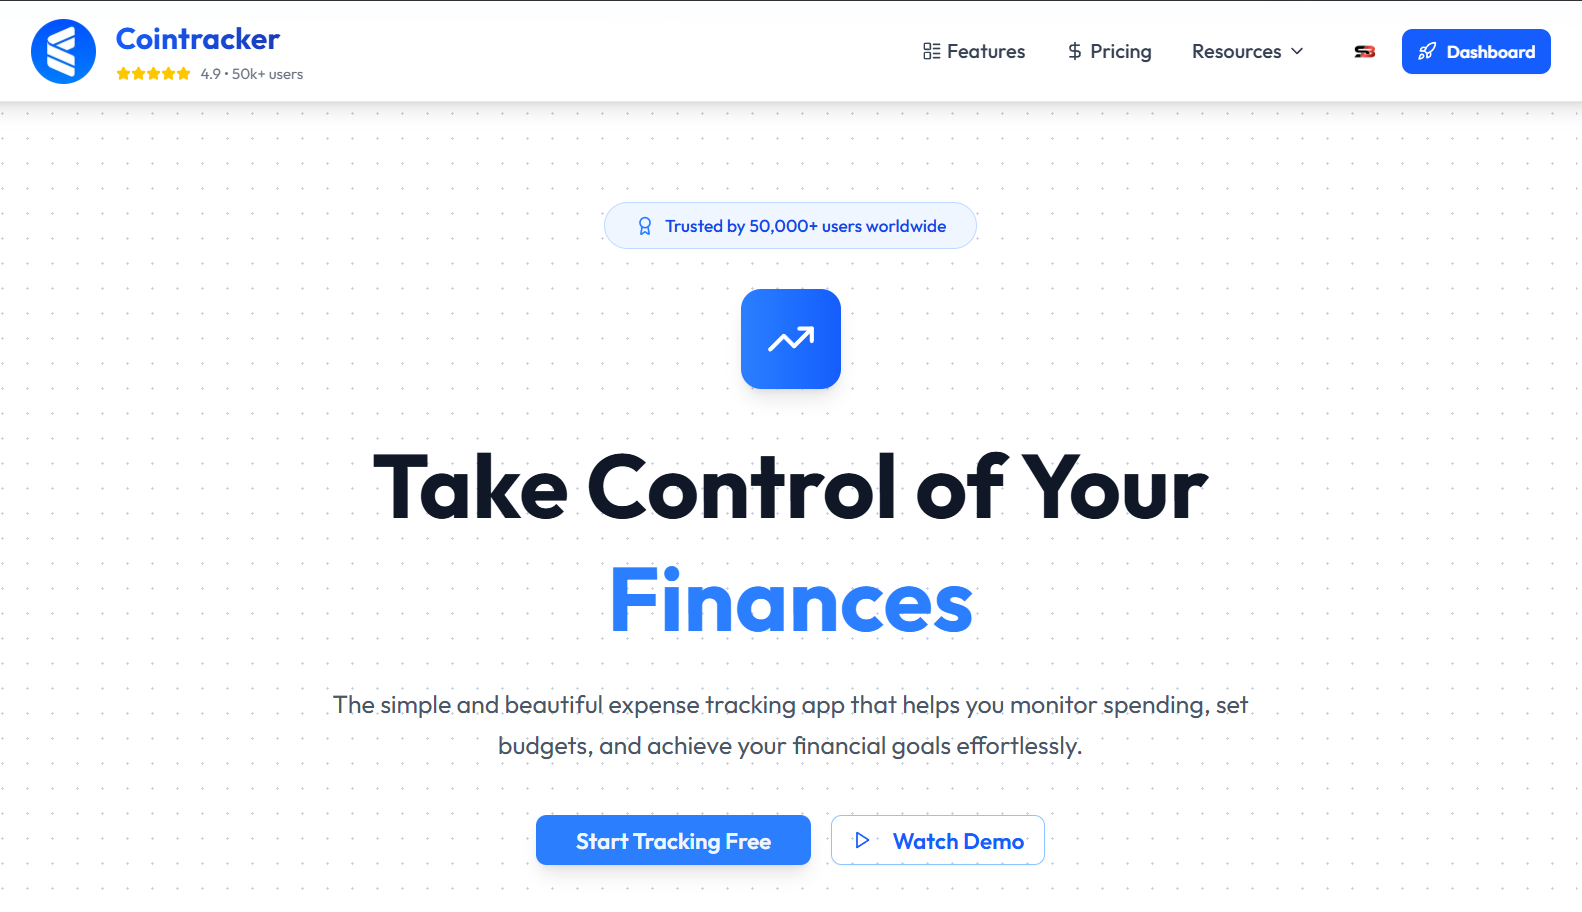 Cointracker
4.9 • 50k+ users
Features
Pricing
Resources
SB
Dashboard
Trusted by 50,000+ users worldwide
Take Control of Your
Finances
The simple and beautiful expense tracking app that helps you monitor spending, set
budgets, and achieve your financial goals effortlessly.
Start Tracking Free
Watch Demo